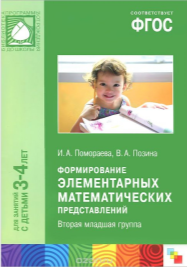 СООТВЕТСТВУЕТ
ФГОС
И. А. Помораева, В. А. Позина
ФОРМИРОВАНИЕ
ЭЛЕМЕНТАРНЫХ
МАТЕМАТИЧЕСКИХ
ПРЕДСТАВЛЕНИЙ
Вторая младшая группа
ДЛЯ ЗАНЯТИЙ
С ДЕТЬМИ 3-4 ЛЕТ